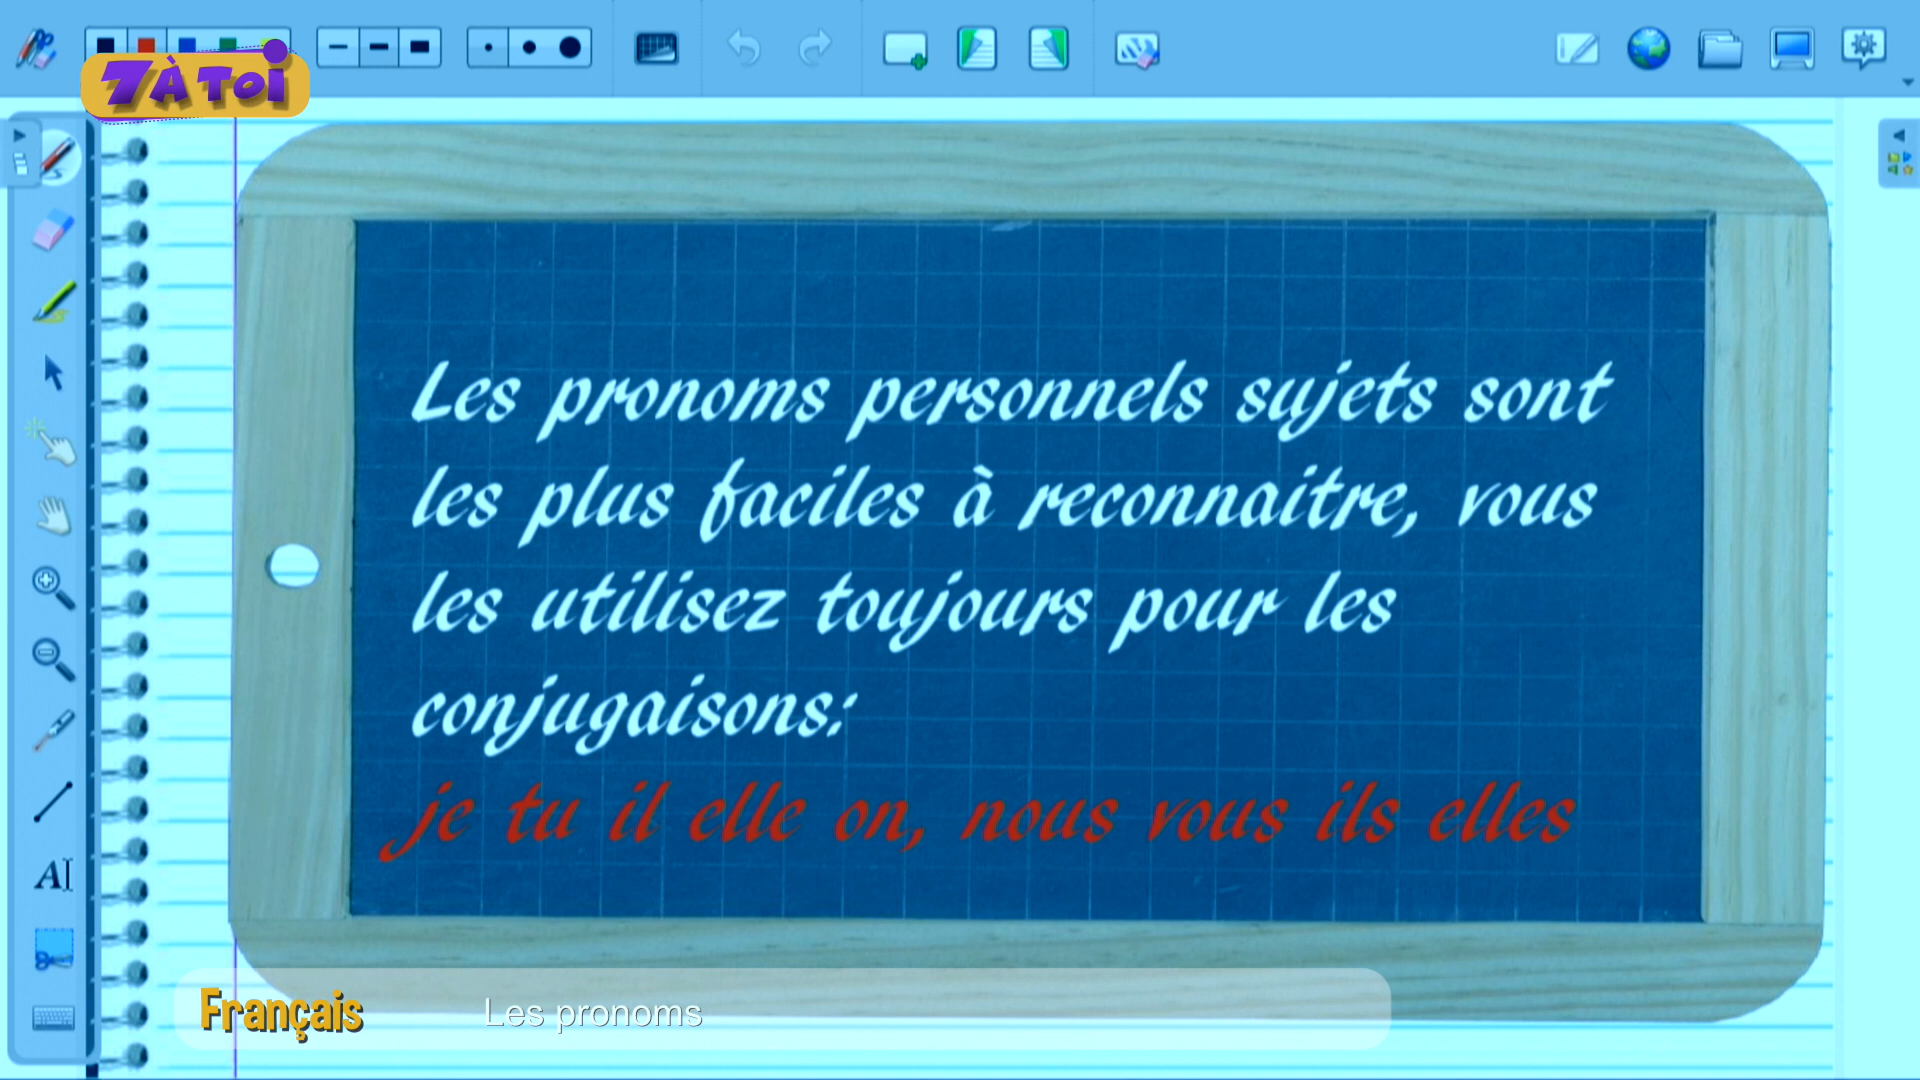 7À Toi
Les pronoms personnels sujets sont
les plus faciles à reconnaitre, vous
les utilisez toujours pour les
conjugaisons:
je tu il elle on, nous vous ils elles
Français Les pronoms